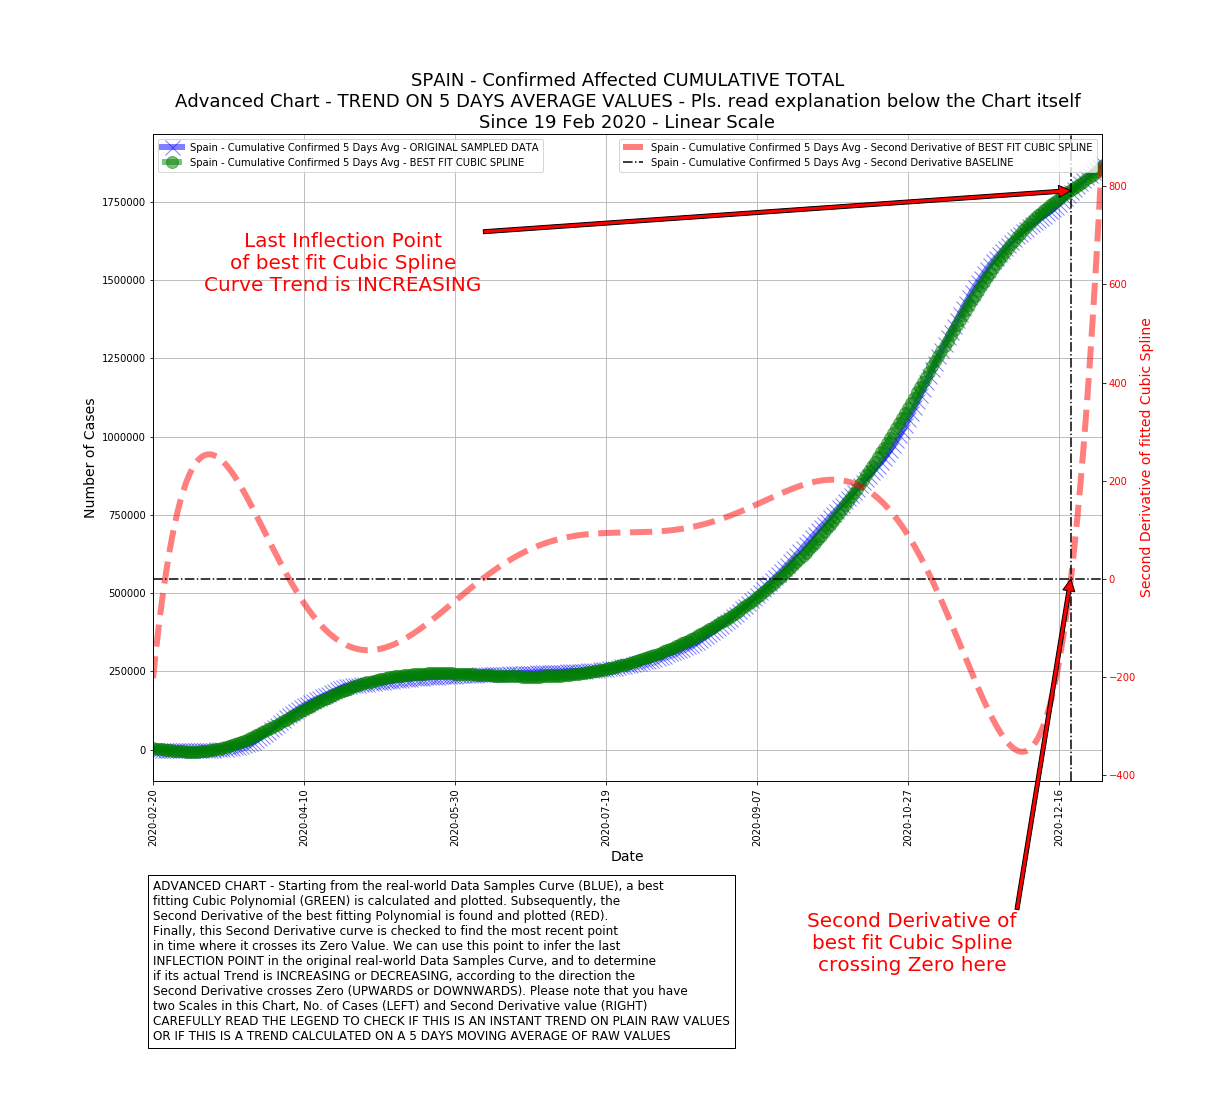 SPAIN - Confirmed Affected CUMULATIVE TOTAL
Advanced Chart - TREND ON 5 DAYS AVERAGE VALUES - Pls. read explanation below the Chart itself
Since 19 Feb 2020 - Linear Scale
Spain - Cumulative Confirmed 5 Days Avg - ORIGINAL SAMPLED DATA
Spain - Cumulative Confirmed 5 Days Avg - BEST FIT CUBIC SPLINE
Spain - Cumulative Confirmed 5 Days Avg - Second Derivative of BEST FIT CUBIC SPLINE
Spain - Cumulative Confirmed 5 Days Avg - Second Derivative BASELINE
Last Inflection Point
of best fit Cubic Spline
Curve Trend is INCREASING
Number of Cases
1750000
1500000
1250000
1000000
750000
500000
250000
0
800
600
400
200
0
−200
−400
Second Derivative of fitted Cubic Spline
2020-02-20
2020-04-10
2020-05-30
2020-07-19
2020-09-07
2020-10-27
2020-12-16
Date
ADVANCED CHART - Starting from the real-world Data Samples Curve (BLUE), a best
fitting Cubic Polynomial (GREEN) is calculated and plotted. Subsequently, the
Second Derivative of the best fitting Polynomial is found and plotted (RED).
Finally, this Second Derivative curve is checked to find the most recent point
in time where it crosses its Zero Value. We can use this point to infer the last
INFLECTION POINT in the original real-world Data Samples Curve, and to determine
if its actual Trend is INCREASING or DECREASING, according to the direction the
Second Derivative crosses Zero (UPWARDS or DOWNWARDS). Please note that you have
two Scales in this Chart, No. of Cases (LEFT) and Second Derivative value (RIGHT)
CAREFULLY READ THE LEGEND TO CHECK IF THIS IS AN INSTANT TREND ON PLAIN RAW VALUES
OR IF THIS IS A TREND CALCULATED ON A 5 DAYS MOVING AVERAGE OF RAW VALUES
Second Derivative of
best fit Cubic Spline
crossing Zero here